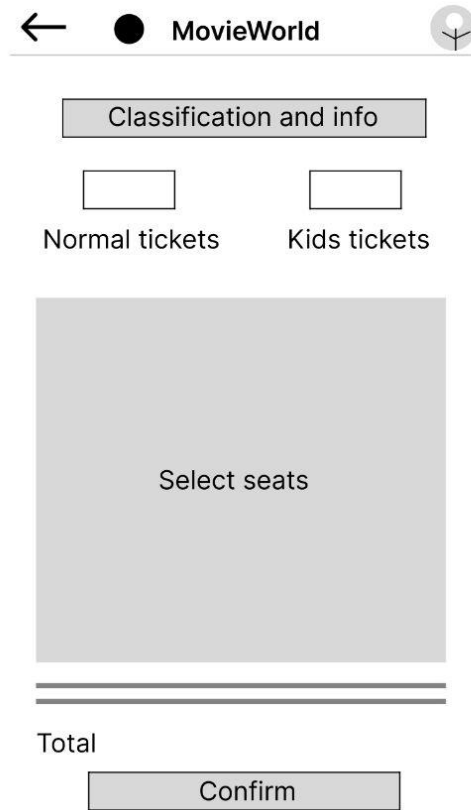 MovieWorld
Classification and info
Normal tickets
Kids tickets
Select seats
Total
Confirm